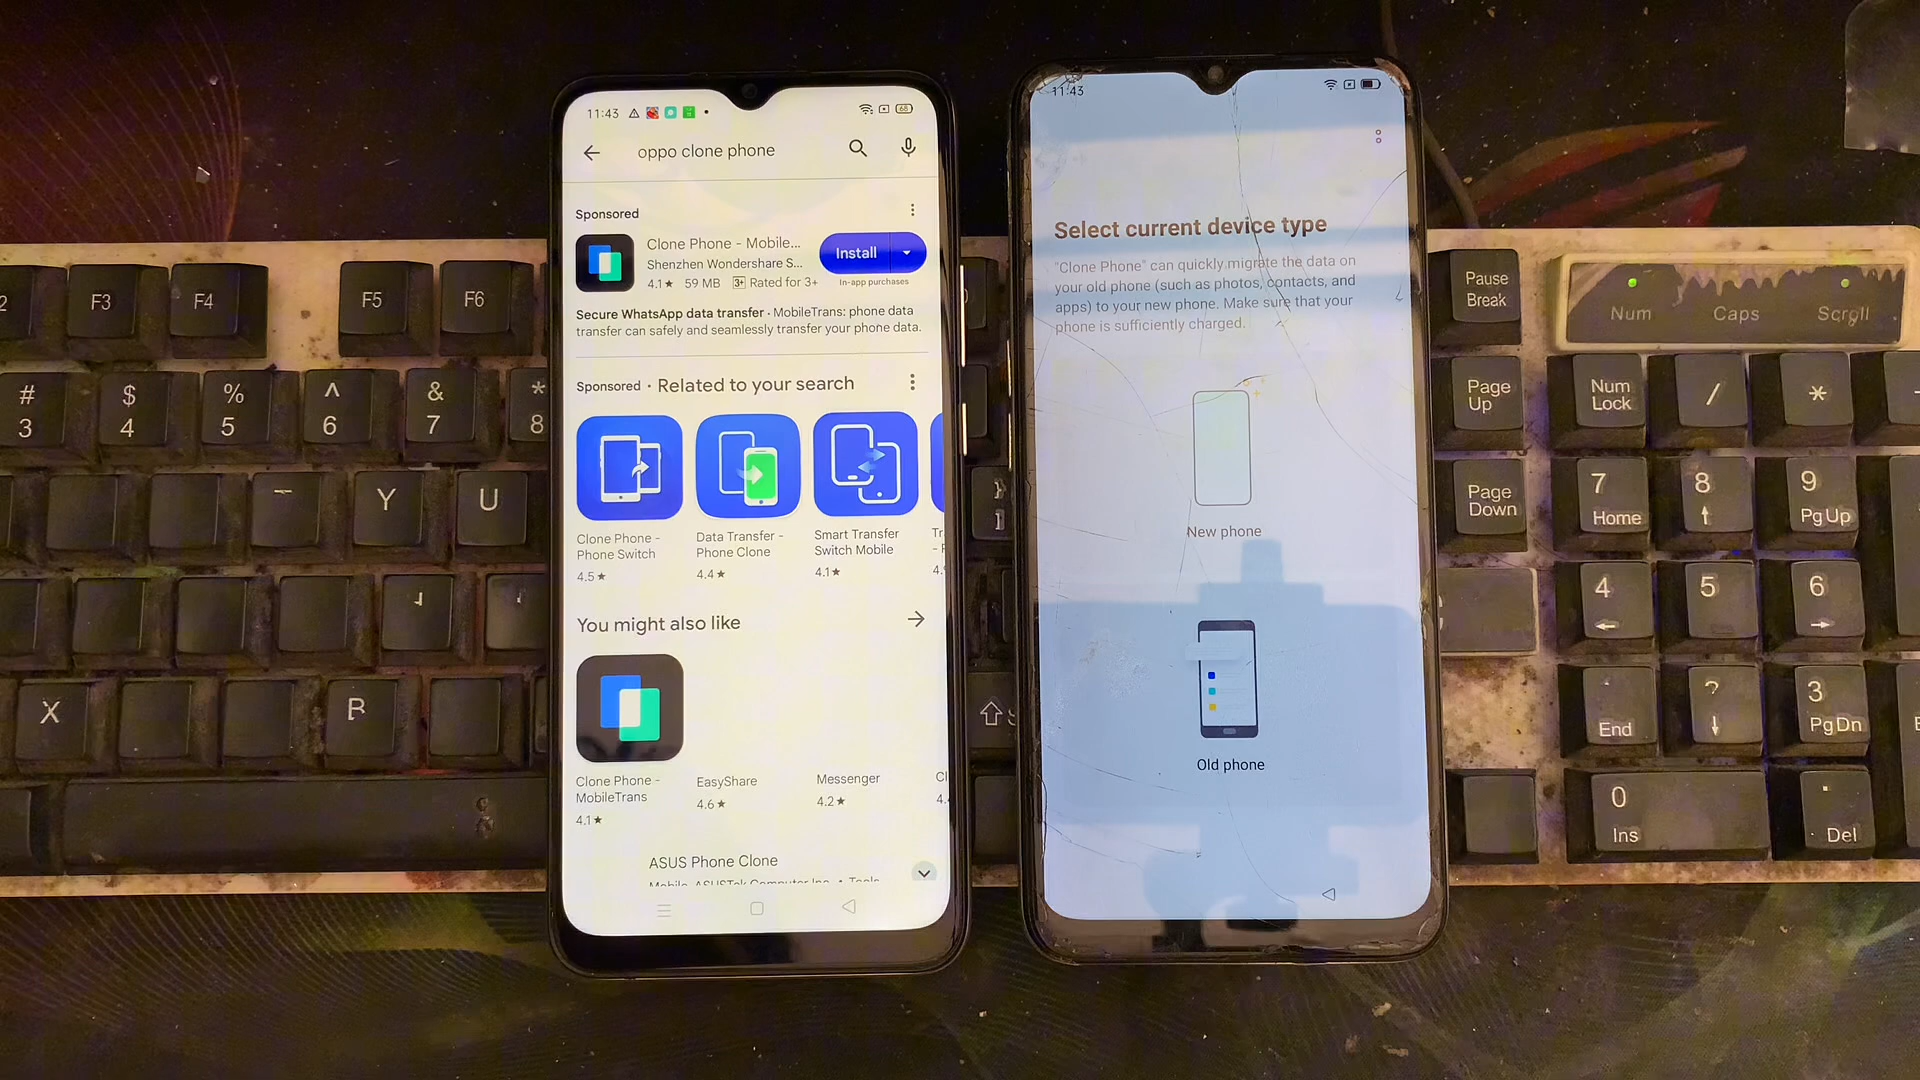 11:43
68
oppo clone phone
Sponsored
Clone Phone - Mobile...
Shenzhen Wondershare S...
4.1★ 59 MB 3+ Rated for 3+
Install
In-app purchases
Secure WhatsApp data transfer · MobileTrans: phone data
transfer can safely and seamlessly transfer your phone data.
Sponsored · Related to your search
Clone Phone -
Phone Switch
4.5★
Data Transfer -
Phone Clone
4.4★
Smart Transfer
Switch Mobile
4.1★
You might also like
Clone Phone -
MobileTrans
4.1★
EasyShare
4.6★
Messenger
4.2★
ASUS Phone Clone
Mobile, ASUSTek Computer Inc. • Tools
11:43
Select current device type
"Clone Phone" can quickly migrate the data on
your old phone (such as photos, contacts, and
apps) to your new phone. Make sure that your
phone is sufficiently charged.
New phone
Old phone
F3
F4
F5
F6
Pause
Break
Num
Caps
Scroll
#
3
$
4
%
5
^
6
&
7
*
8
Page
Up
Num
Lock
/
*
Y
U
Page
Down
7
Home
8
9
PgUp
4
5
6
X
End
?
3
PgDn
0
Ins
.
Del